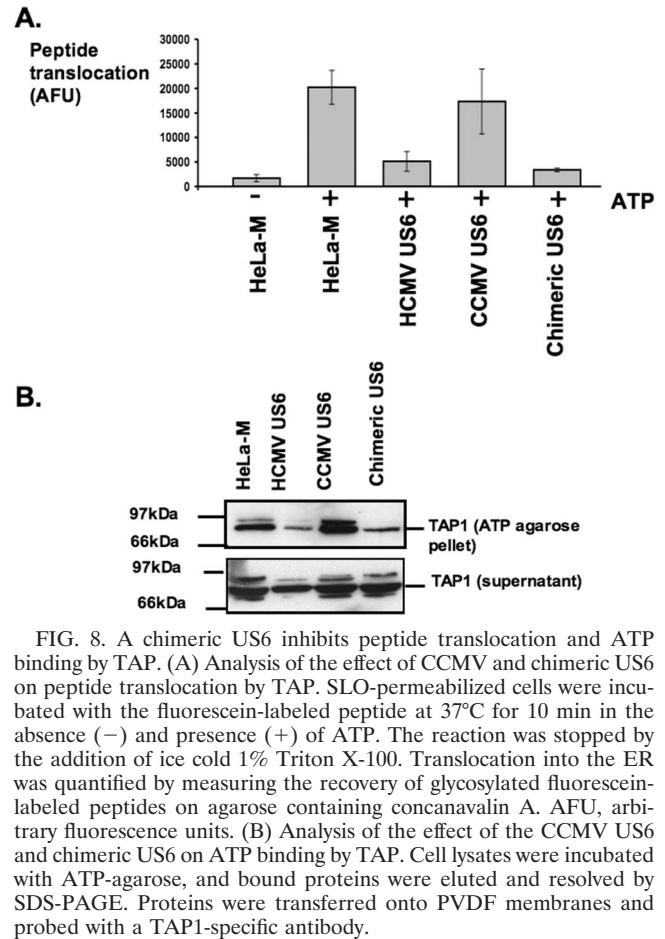 A.
Peptide
translocation
(AFU)
30000
25000
20000
15000
10000
5000
0
- + + + + ATP
HeLa-M
HeLa-M
HCMV US6
CCMV US6
Chimeric US6
B.
HeLa-M
HCMV US6
CCMV US6
Chimeric US6
97kDa
66kDa
TAP1 (ATP agarose
pellet)
97kDa
66kDa
TAP1 (supernatant)
FIG. 8. A chimeric US6 inhibits peptide translocation and ATP
binding by TAP. (A) Analysis of the effect of CCMV and chimeric US6
on peptide translocation by TAP. SLO-permeabilized cells were incu-
bated with the fluorescein-labeled peptide at 37°C for 10 min in the
absence (−) and presence (+) of ATP. The reaction was stopped by
the addition of ice cold 1% Triton X-100. Translocation into the ER
was quantified by measuring the recovery of glycosylated fluorescein-
labeled peptides on agarose containing concanavalin A. AFU, arbi-
trary fluorescence units. (B) Analysis of the effect of the CCMV US6
and chimeric US6 on ATP binding by TAP. Cell lysates were incubated
with ATP-agarose, and bound proteins were eluted and resolved by
SDS-PAGE. Proteins were transferred onto PVDF membranes and
probed with a TAP1-specific antibody.